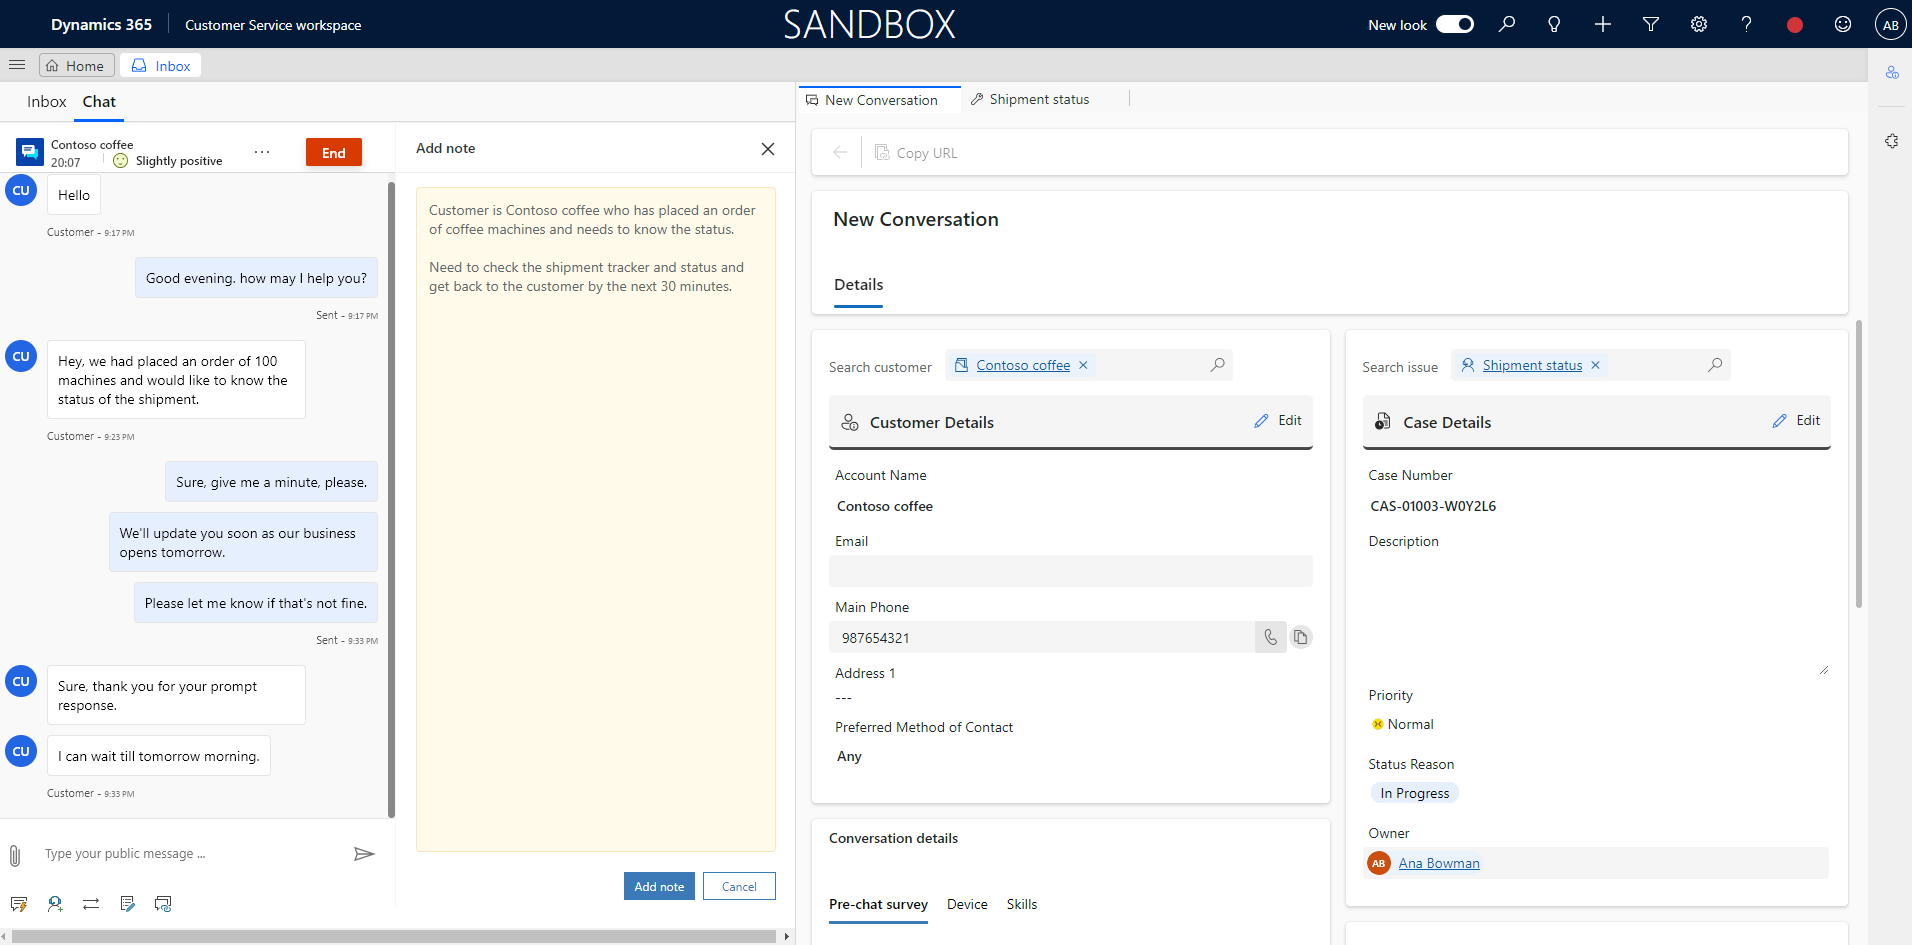 Dynamics 365
Customer Service workspace
SANDBOX
New look
AB
Home
Inbox
Inbox
Chat
Contoso coffee
20:07
Slightly positive
...
End
CU
Hello
Customer - 9:17 PM
Good evening. how may I help you?
Sent - 9:17 PM
CU
Hey, we had placed an order of 100
machines and would like to know the
status of the shipment.
Customer - 9:23 PM
Sure, give me a minute, please.
We'll update you soon as our business
opens tomorrow.
Please let me know if that's not fine.
Sent - 9:33 PM
CU
Sure, thank you for your prompt
response.
CU
I can wait till tomorrow morning.
Customer - 9:33 PM
Type your public message ...
Add note
Customer is Contoso coffee who has placed an order
of coffee machines and needs to know the status.
Need to check the shipment tracker and status and
get back to the customer by the next 30 minutes.
Add note
Cancel
New Conversation
Shipment status
Copy URL
New Conversation
Details
Search customer
Contoso coffee
Customer Details
Edit
Account Name
Contoso coffee
Email
Main Phone
987654321
Address 1
---
Preferred Method of Contact
Any
Conversation details
Pre-chat survey
Device
Skills
Search issue
Shipment status
Case Details
Edit
Case Number
CAS-01003-W0Y2L6
Description
Priority
Normal
Status Reason
In Progress
Owner
AB
Ana Bowman